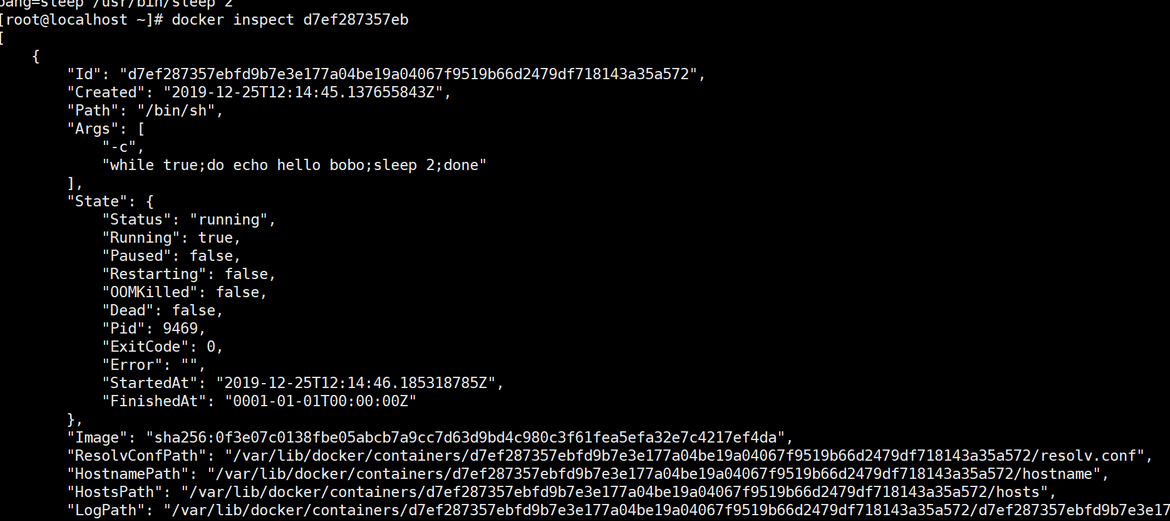 bang=sleep /usr/bin/sleep 2
[root@localhost ~]# docker inspect d7ef287357eb
[
    {
        "Id": "d7ef287357ebfd9b7e3e177a04be19a04067f9519b66d2479df718143a35a572",
        "Created": "2019-12-25T12:14:45.137655843Z",
        "Path": "/bin/sh",
        "Args": [
            "-c",
            "while true;do echo hello bobo;sleep 2;done"
        ],
        "State": {
            "Status": "running",
            "Running": true,
            "Paused": false,
            "Restarting": false,
            "OOMKilled": false,
            "Dead": false,
            "Pid": 9469,
            "ExitCode": 0,
            "Error": "",
            "StartedAt": "2019-12-25T12:14:46.185318785Z",
            "FinishedAt": "0001-01-01T00:00:00Z"
        },
        "Image": "sha256:0f3e07c0138fbe05abcb7a9cc7d63d9bd4c980c3f61fea5efa32e7c4217ef4da",
        "ResolvConfPath": "/var/lib/docker/containers/d7ef287357ebfd9b7e3e177a04be19a04067f9519b66d2479df718143a35a572/resolv.conf",
        "HostnamePath": "/var/lib/docker/containers/d7ef287357ebfd9b7e3e177a04be19a04067f9519b66d2479df718143a35a572/hostname",
        "HostsPath": "/var/lib/docker/containers/d7ef287357ebfd9b7e3e177a04be19a04067f9519b66d2479df718143a35a572/hosts",
        "LogPath": "/var/lib/docker/containers/d7ef287357ebfd9b7e3e177a04be19a04067f9519b66d2479df718143a35a572/d7ef287357ebfd9b7e3e17